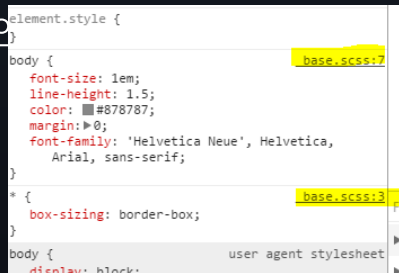 element.style {
}
body {
_base.scss:7
font-size: 1em;
line-height: 1.5;
color: #878787;
margin: 0;
font-family: 'Helvetica Neue', Helvetica,
Arial, sans-serif;
}
* {
_base.scss:3
box-sizing: border-box;
}
body {
user agent stylesheet
display: block;